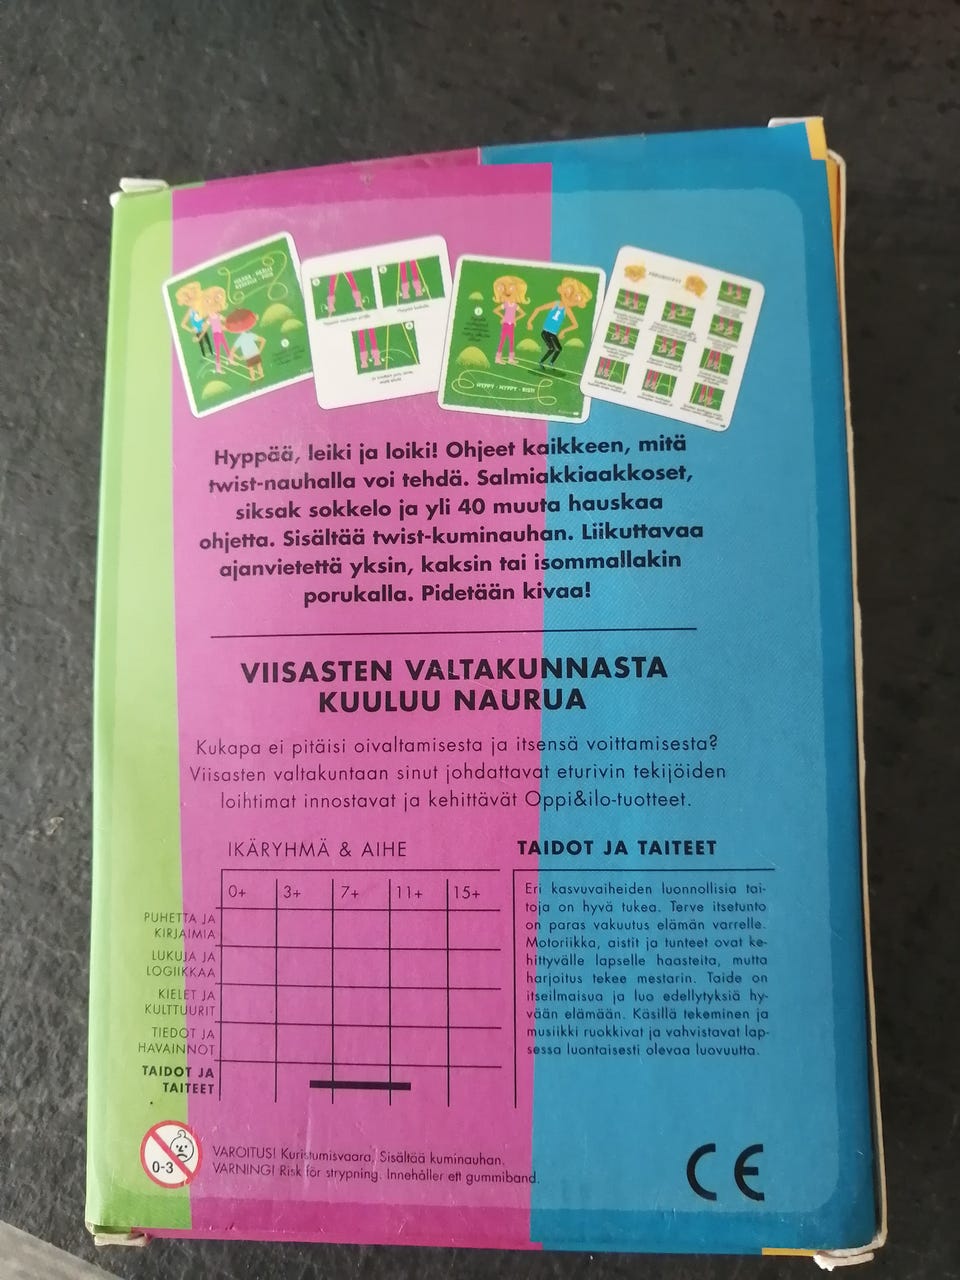 HYPPY - HYPPY - HISTI
PERUSHYPYT
Hyppää, leiki ja loiki! Ohjeet kaikkeen, mitä
twist-nauhalla voi tehdä. Salmiakkiaakkoset,
siksak sokkelo ja yli 40 muuta hauskaa
ohjetta. Sisältää twist-kuminauhan. Liikuttavaa
ajanvietettä yksin, kaksin tai isommallakin
porukalla. Pidetään kivaa!
VIISASTEN VALTAKUNNASTA
KUULUU NAURUA
Kukapa ei pitäisi oivaltamisesta ja itsensä voittamisesta?
Viisasten valtakuntaan sinut johdattavat eturivin tekijöiden
loihtimat innostavat ja kehittävät Oppi&ilo-tuotteet.
IKÄRYHMÄ & AIHE
0+ 3+ 7+ 11+ 15+
PUHETTA JA
KIRJAIMIA
LUKUJA JA
LOGIIKKAA
KIELET JA
KULTTUURIT
TIEDOT JA
HAVAINNOT
TAIDOT JA
TAITEET
TAIDOT JA TAITEET
Eri kasvuvaiheiden luonnollisia tai-
toja on hyvä tukea. Terve itsetunto
on paras vakuutus elämän varrelle.
Motoriikka, aistit ja tunteet ovat ke-
hittyvälle lapselle haasteita, mutta
harjoitus tekee mestarin. Taide on
itseilmaisua ja luo edellytyksiä hy-
vään elämään. Käsillä tekeminen ja
musiikki ruokkivat ja vahvistavat lap-
sessa luontaisesti olevaa luovuutta.
0-3
VAROITUS! Kuristumisvaara. Sisältää kuminauhan.
VARNING! Risk för strypning. Innehåller ett gummiband.
CE